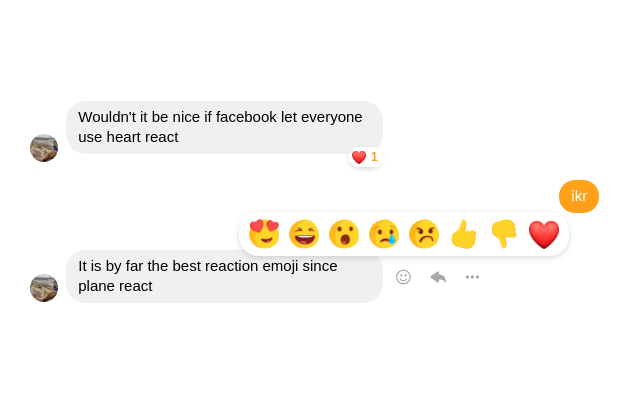 Wouldn't it be nice if facebook let everyone
use heart react
1
ikr
It is by far the best reaction emoji since
plane react